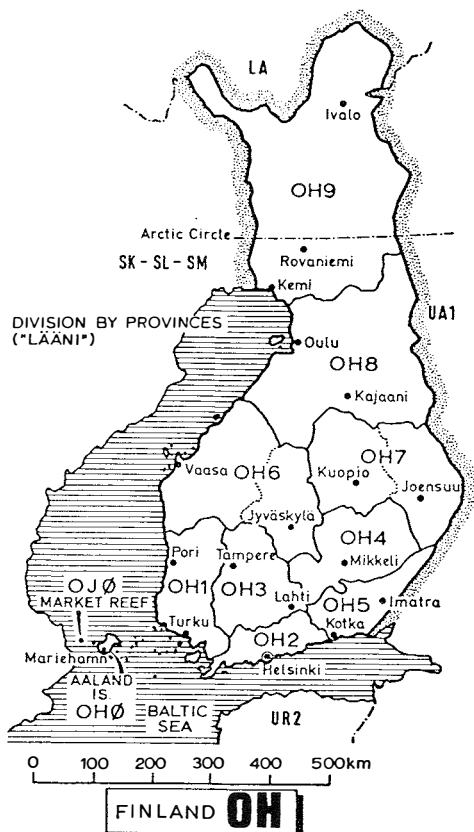 LA
Ivalo
OH9
Arctic Circle
SK-SL-SM
Rovaniemi
Kemi
UA1
DIVISION BY PROVINCES
("LÄÄNI")
Oulu
OH8
Kajaani
Vaasa
OH6
OH7
Kuopio
Joensuu
Jyväskylä
OH4
Mikkeli
Pori
Tampere
OH1
OH3
Lahti
OH5
Imatra
Kotka
OJØ
MARKET REEF
Turku
OH2
Helsinki
Mariehamn
AALAND
IS.
OHØ
BALTIC
SEA
UR2
0 100 200 300 400 500km
FINLAND OH